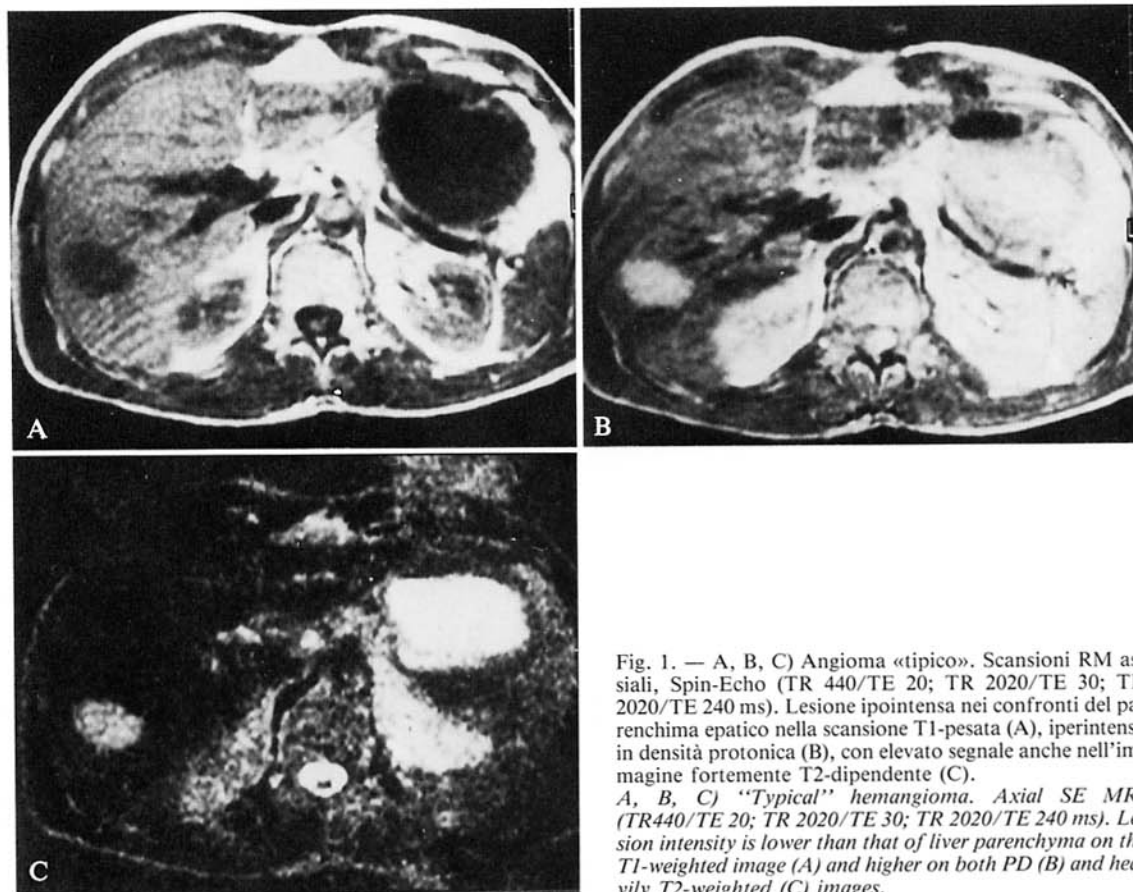 A
B
C
Fig. 1. — A, B, C) Angioma «tipico». Scansioni RM as
siali, Spin-Echo (TR 440/TE 20; TR 2020/TE 30; T
2020/TE 240 ms). Lesione ipointensa nei confronti del pa
renchima epatico nella scansione T1-pesata (A), iperintens
in densità protonica (B), con elevato segnale anche nell'im
magine fortemente T2-dipendente (C).
A, B, C) “Typical” hemangioma. Axial SE MR
(TR440/TE 20; TR 2020/TE 30; TR 2020/TE 240 ms). Le
sion intensity is lower than that of liver parenchyma on th
T1-weighted image (A) and higher on both PD (B) and hea
vily T2-weighted (C) images.